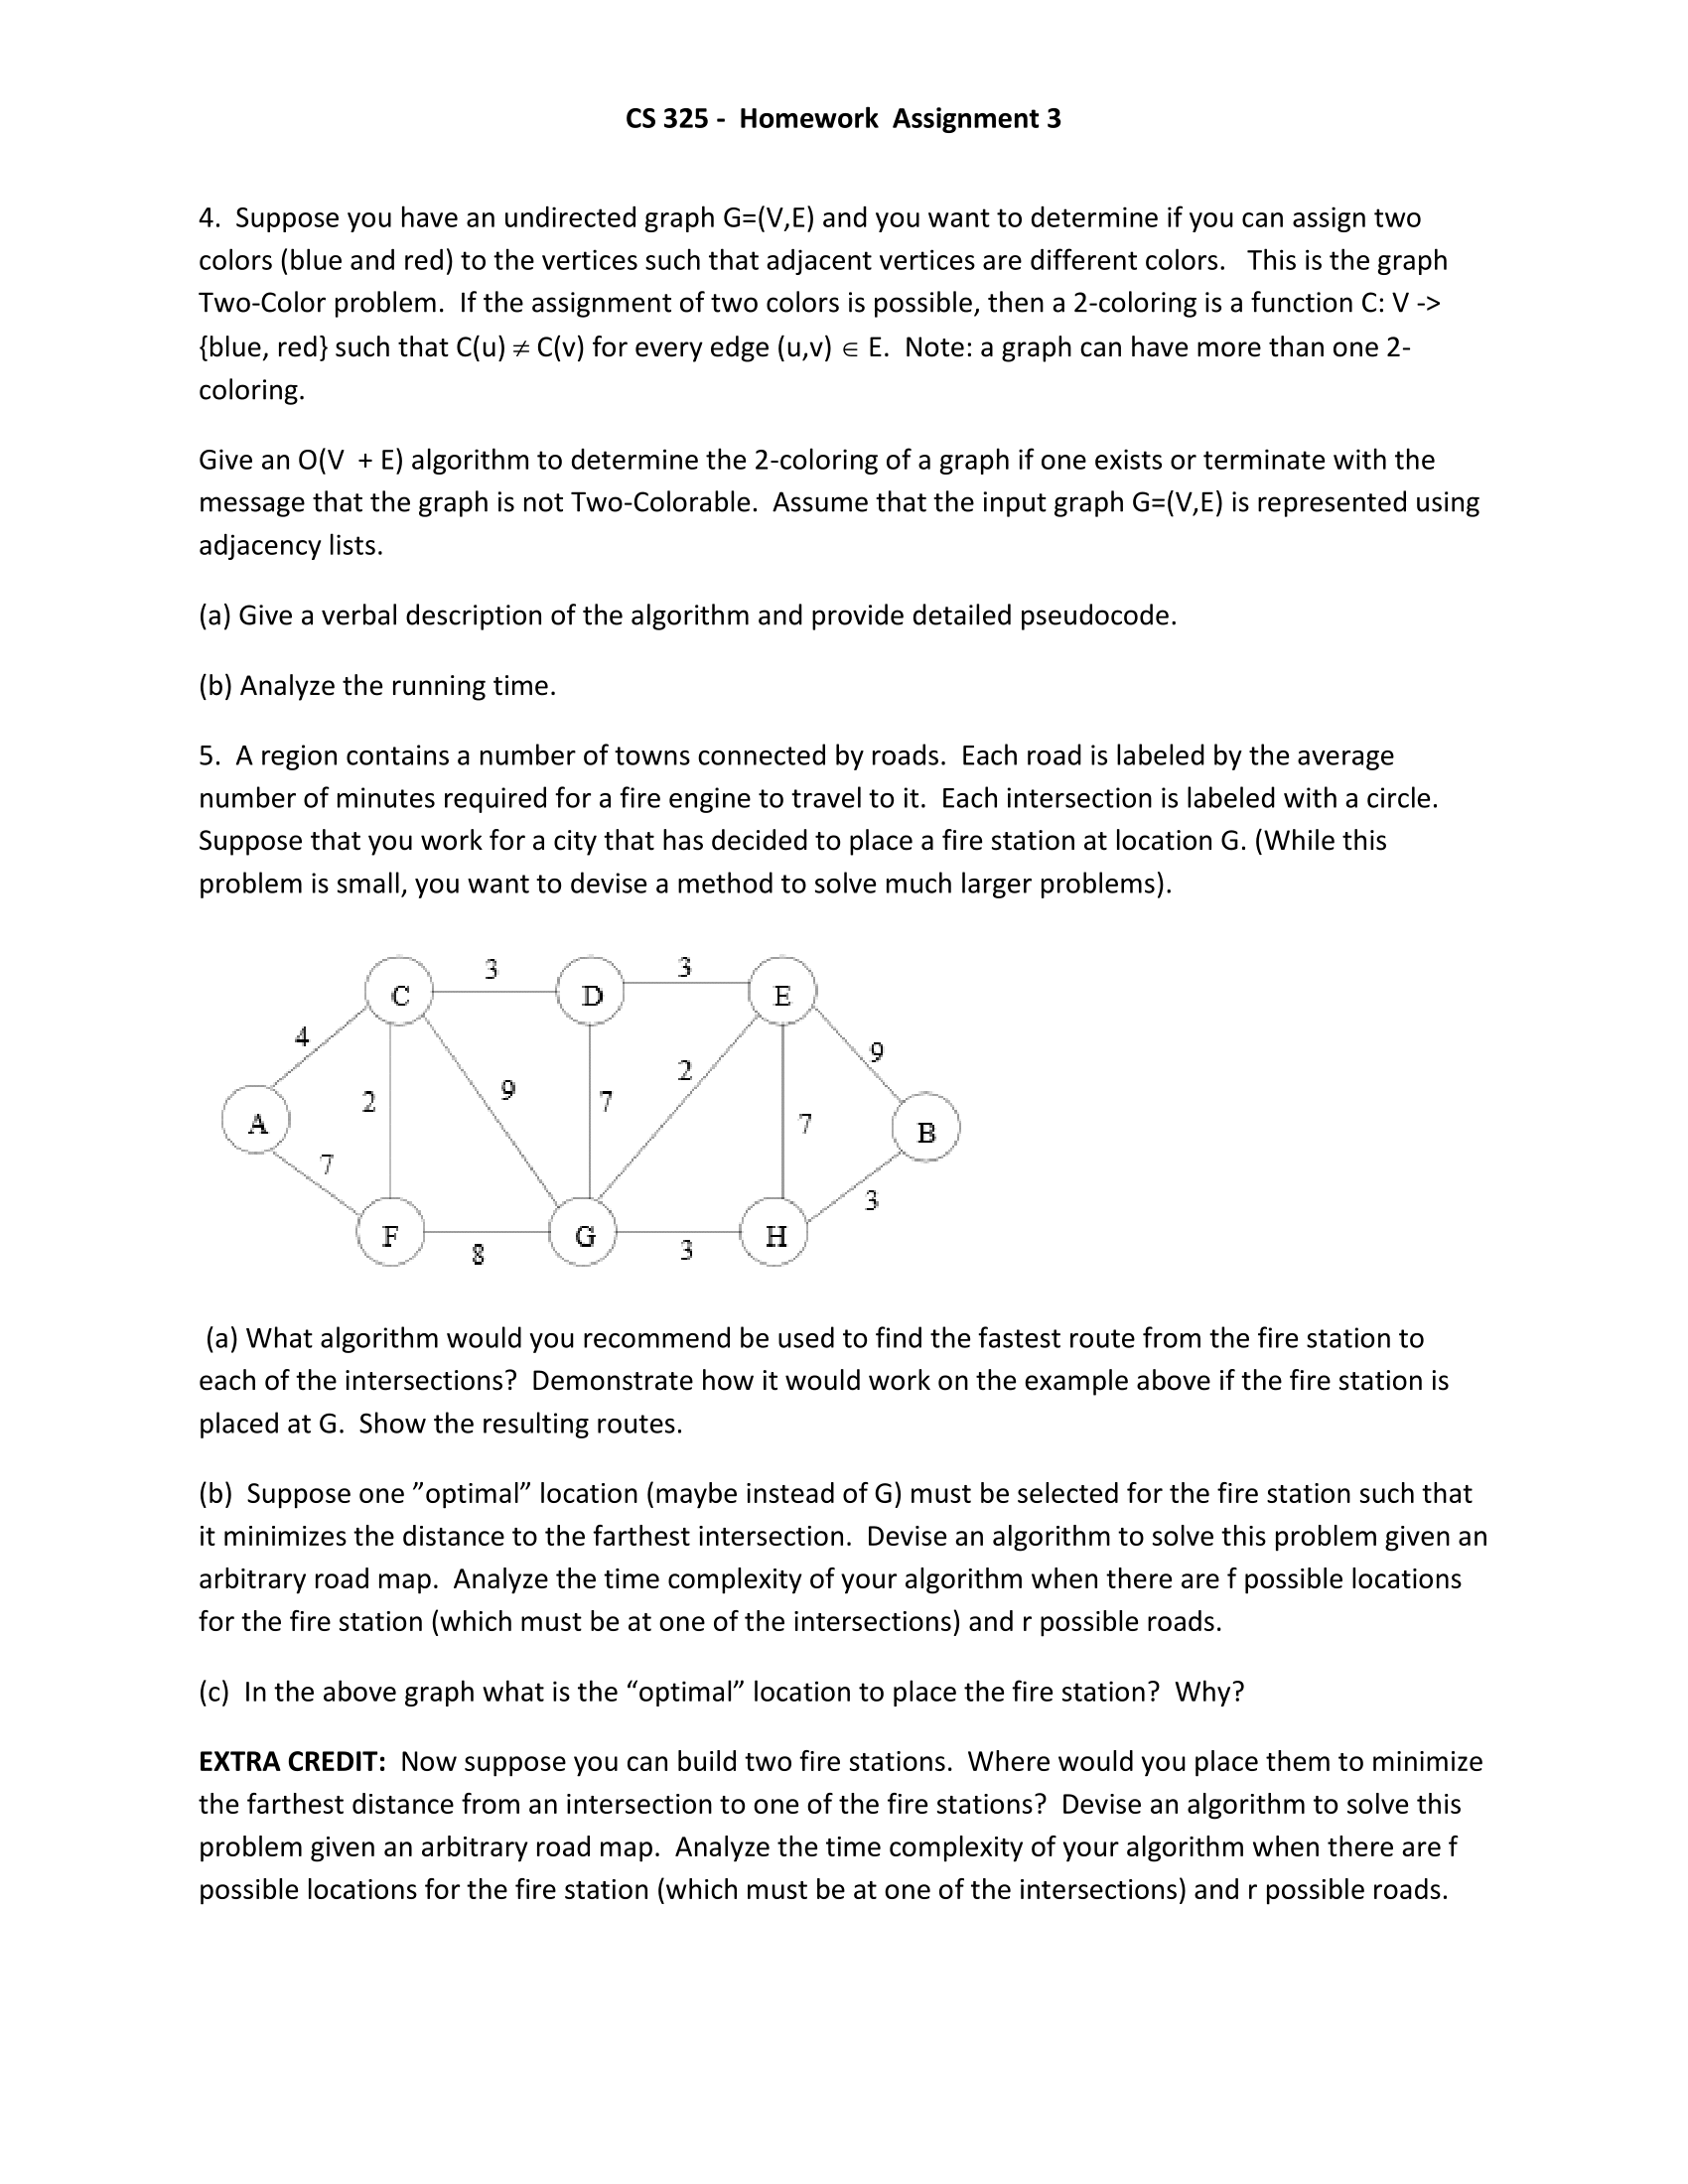 CS 325 -  Homework  Assignment 3
4.  Suppose you have an undirected graph G=(V,E) and you want to determine if you can assign two
colors (blue and red) to the vertices such that adjacent vertices are different colors.   This is the graph
Two-Color problem.  If the assignment of two colors is possible, then a 2-coloring is a function C: V ->
{blue, red} such that C(u) ≠ C(v) for every edge (u,v) ∈ E.  Note: a graph can have more than one 2-
coloring.
Give an O(V  + E) algorithm to determine the 2-coloring of a graph if one exists or terminate with the
message that the graph is not Two-Colorable.  Assume that the input graph G=(V,E) is represented using
adjacency lists.
(a) Give a verbal description of the algorithm and provide detailed pseudocode.
(b) Analyze the running time.
5.  A region contains a number of towns connected by roads.  Each road is labeled by the average
number of minutes required for a fire engine to travel to it.  Each intersection is labeled with a circle.
Suppose that you work for a city that has decided to place a fire station at location G. (While this
problem is small, you want to devise a method to solve much larger problems).
3 3
C D E
4 9
2 9 7 2 7
A B
7 3
F G H
8 3
(a) What algorithm would you recommend be used to find the fastest route from the fire station to
each of the intersections?  Demonstrate how it would work on the example above if the fire station is
placed at G.  Show the resulting routes.
(b)  Suppose one ”optimal” location (maybe instead of G) must be selected for the fire station such that
it minimizes the distance to the farthest intersection.  Devise an algorithm to solve this problem given an
arbitrary road map.  Analyze the time complexity of your algorithm when there are f possible locations
for the fire station (which must be at one of the intersections) and r possible roads.
(c)  In the above graph what is the “optimal” location to place the fire station?  Why?
EXTRA CREDIT:  Now suppose you can build two fire stations.  Where would you place them to minimize
the farthest distance from an intersection to one of the fire stations?  Devise an algorithm to solve this
problem given an arbitrary road map.  Analyze the time complexity of your algorithm when there are f
possible locations for the fire station (which must be at one of the intersections) and r possible roads.